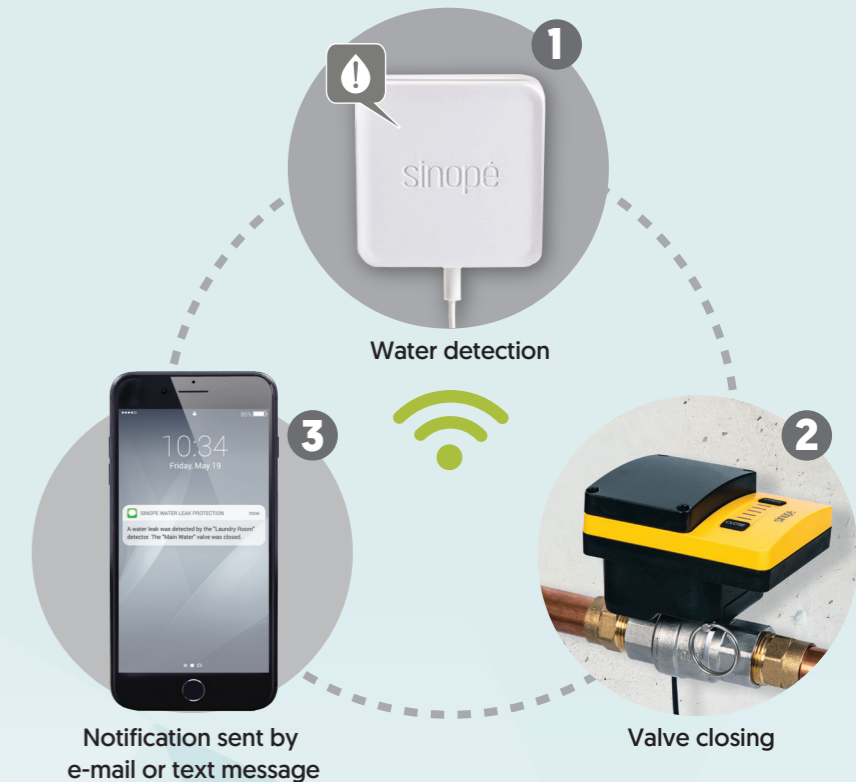 1
!
sinopé
Water detection
3
86%
10:34
Friday, May 19
SINOPE WATER LEAK PROTECTION now
A water leak was detected by the "Laundry Room"
detector. The "Main Water" valve was closed.
2
CLOSE
sinopé
Notification sent by
e-mail or text message
Valve closing